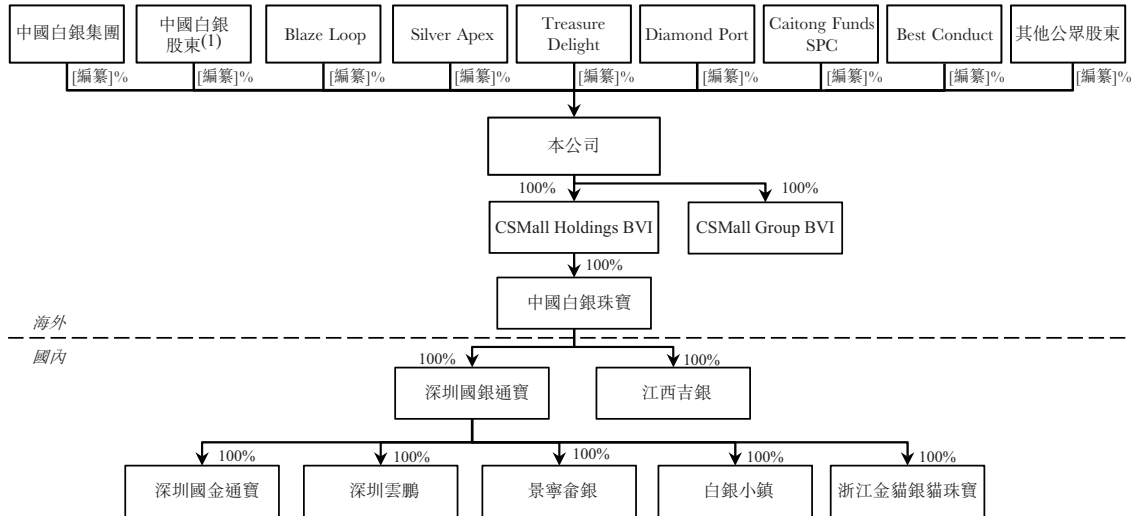 中國白銀集團
中國白銀
股東(1)
Blaze Loop
Silver Apex
Treasure
Delight
Diamond Port
Caitong Funds
SPC
Best Conduct
其他公眾股東
[編纂]%
[編纂]%
[編纂]%
[編纂]%
[編纂]%
[編纂]%
[編纂]%
[編纂]%
[編纂]%
本公司
100%
100%
CSMall Holdings BVI
CSMall Group BVI
100%
中國白銀珠寶
海外
國內
100%
100%
深圳國銀通寶
江西吉銀
100%
100%
100%
100%
100%
深圳國金通寶
深圳雲鵬
景寧畲銀
白銀小鎮
浙江金貓銀貓珠寶